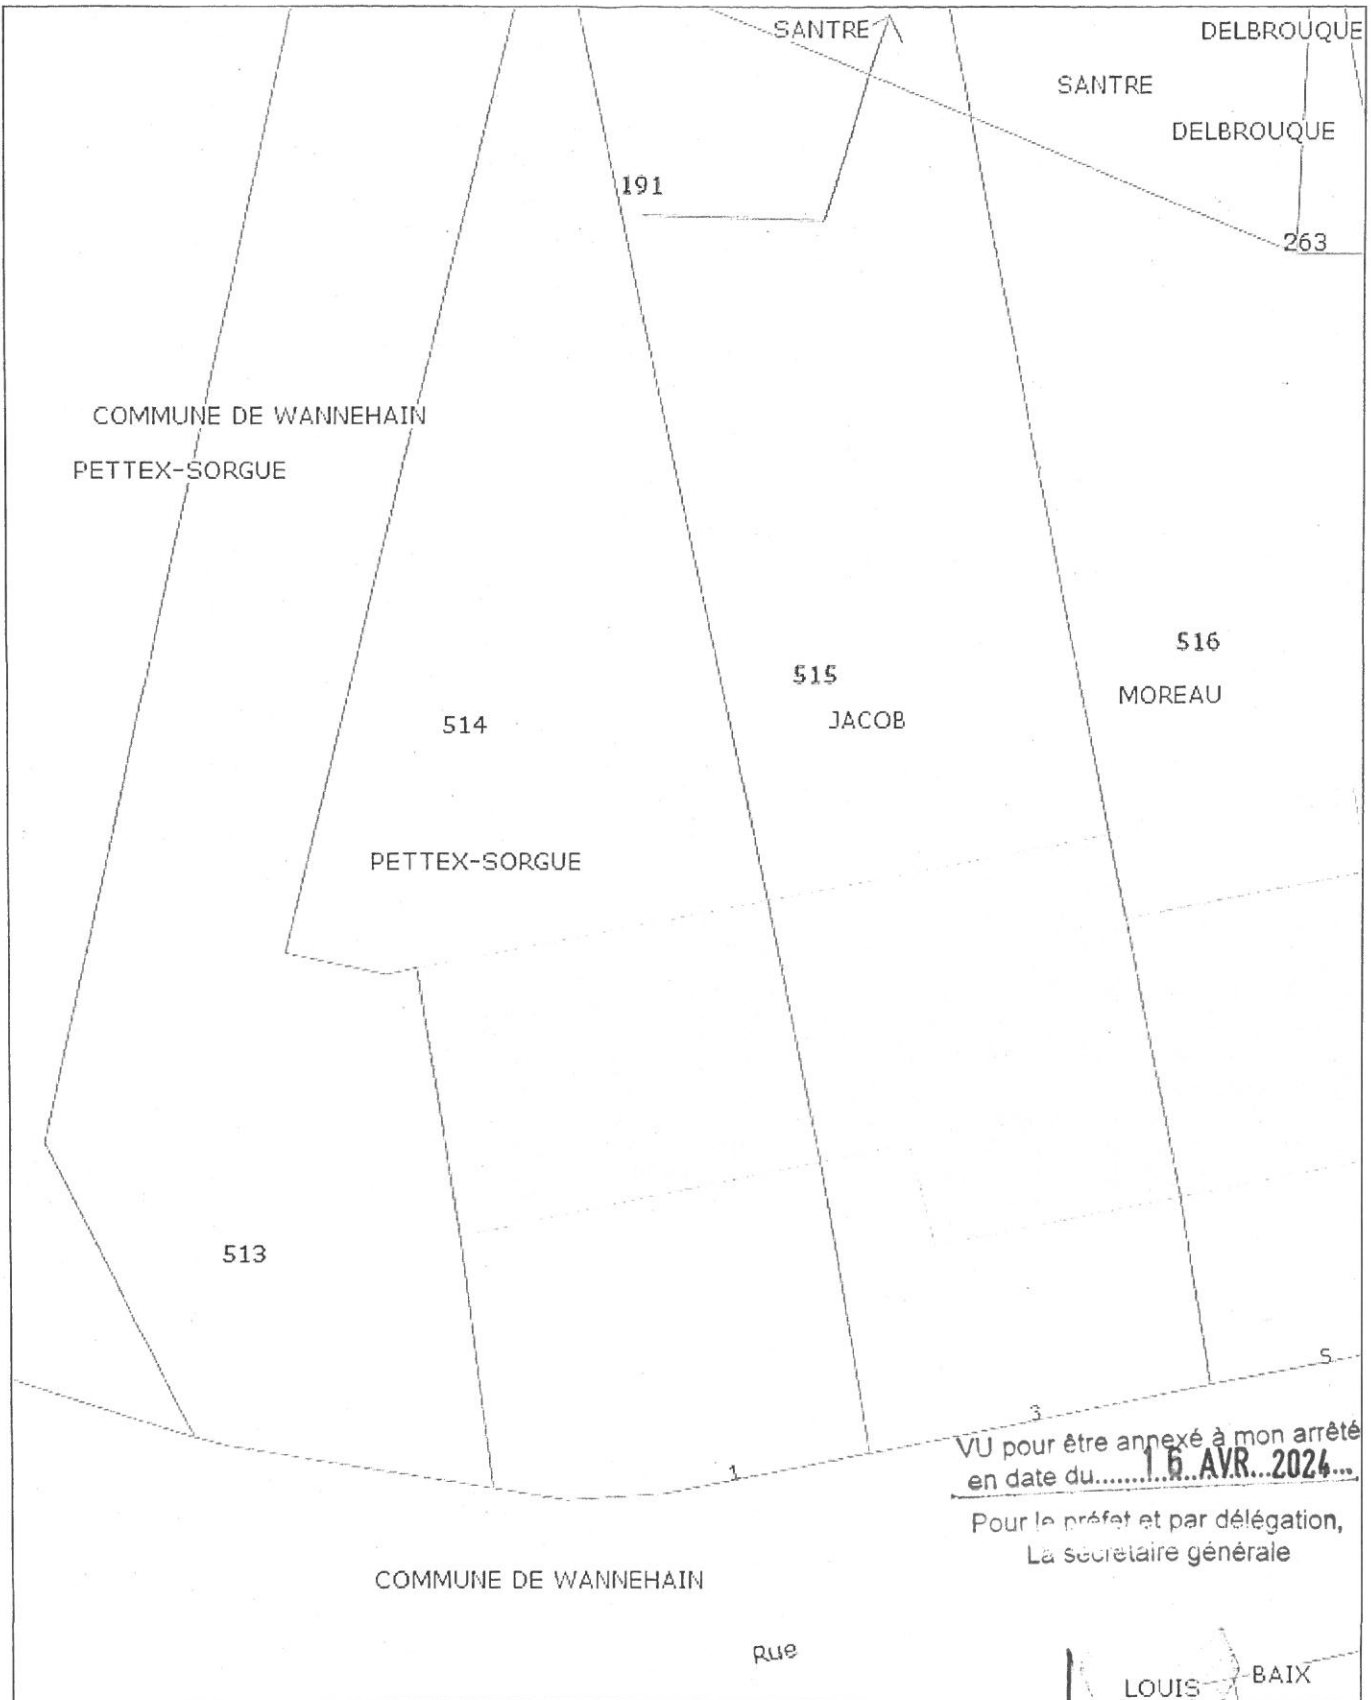 SANTRE
DELBROUQUE
SANTRE
DELBROUQUE
191
263
COMMUNE DE WANNEHAIN
PETTEX-SORGUE
516
515
MOREAU
JACOB
514
PETTEX-SORGUE
513
5
3
1
VU pour être annexé à mon arrêté
en date du.......16..AVR...2024...
Pour le préfet et par délégation,
La secrétaire générale
COMMUNE DE WANNEHAIN
Rue
LOUIS
BAIX